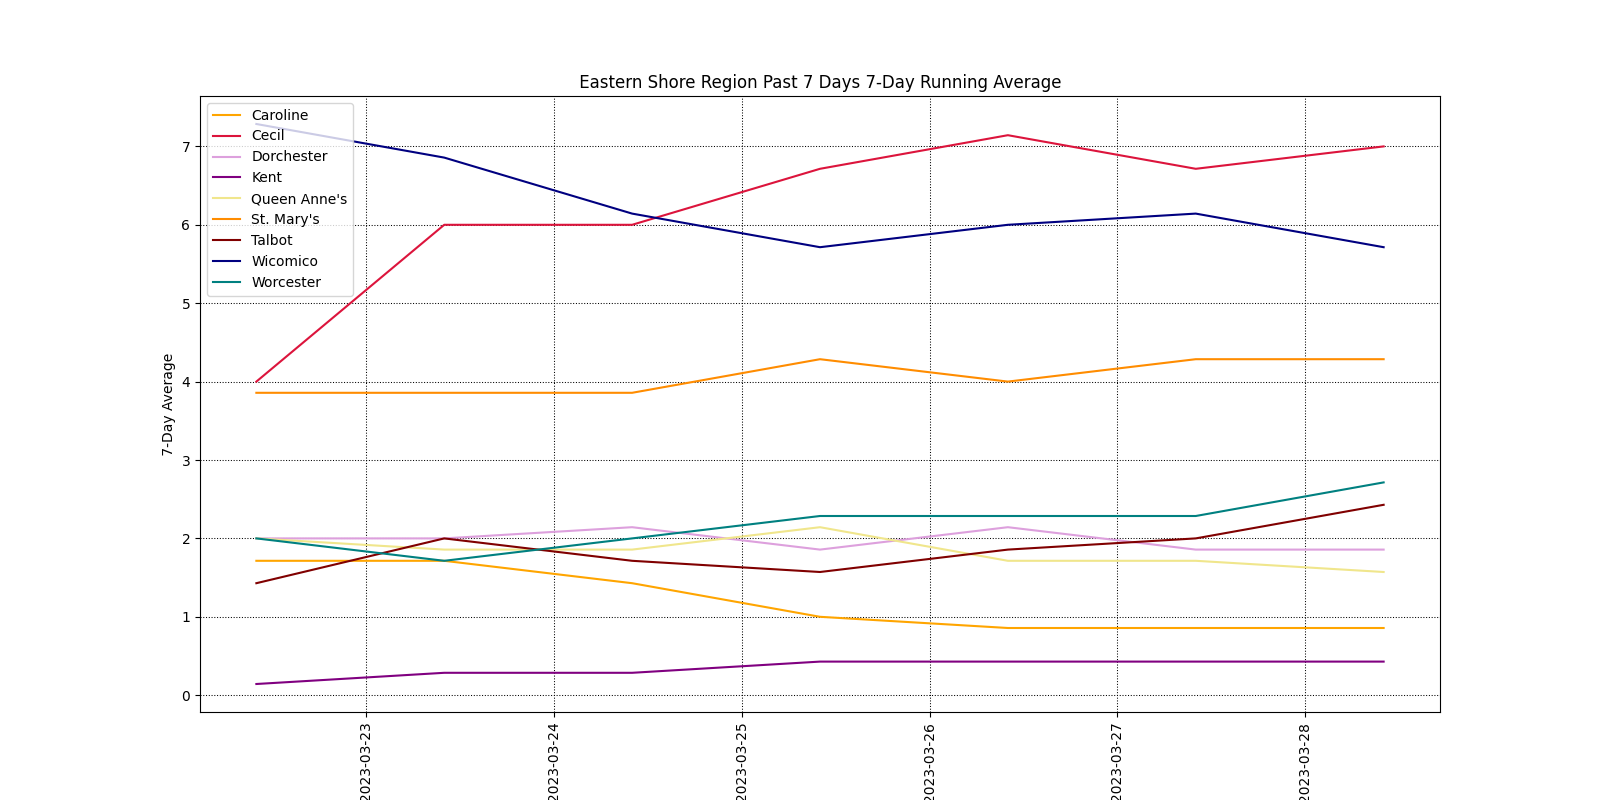 Eastern Shore Region Past 7 Days 7-Day Running Average
Caroline
Cecil
Dorchester
Kent
Queen Anne's
St. Mary's
Talbot
Wicomico
Worcester
7-Day Average
7
6
5
4
3
2
1
0
2023-03-23
2023-03-24
2023-03-25
2023-03-26
2023-03-27
2023-03-28